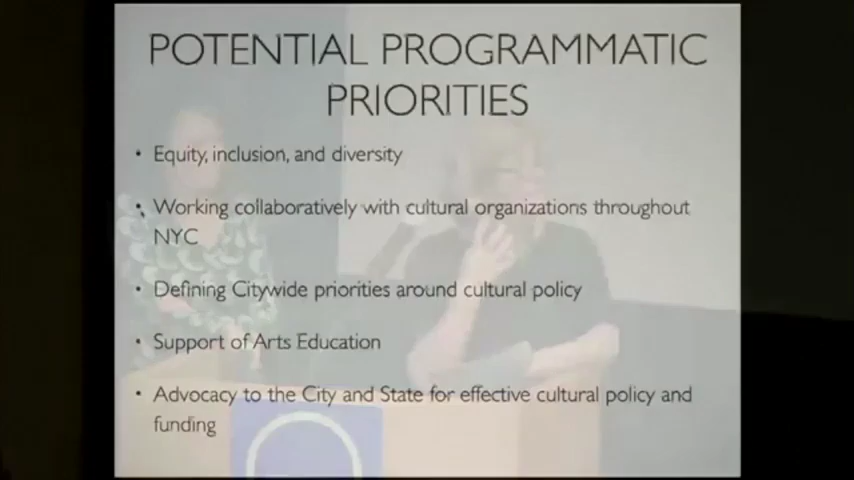 POTENTIAL PROGRAMMATIC
PRIORITIES
• Equity, inclusion, and diversity
• Working collaboratively with cultural organizations throughout
NYC
• Defining Citywide priorities around cultural policy
• Support of Arts Education
• Advocacy to the City and State for effective cultural policy and
funding